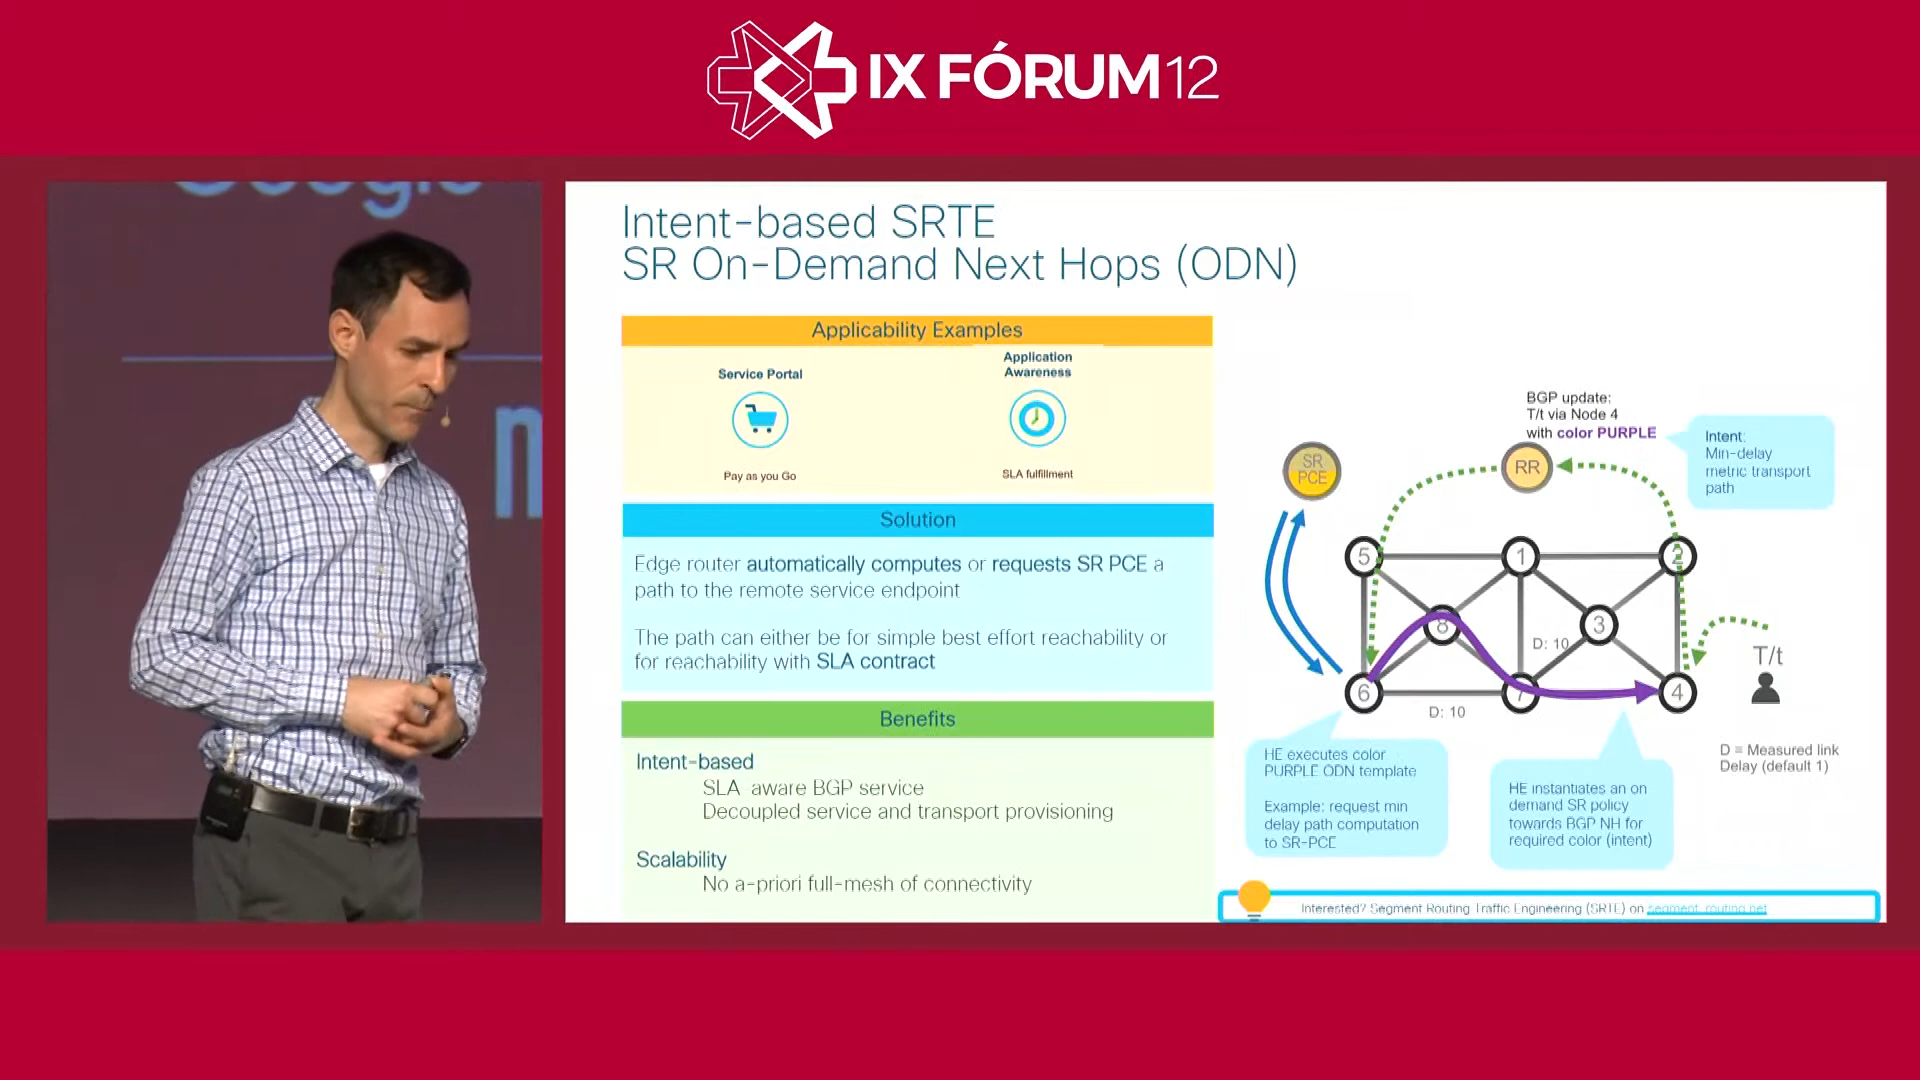 IX FÓRUM 12
Google
Intent-based SRTE
SR On-Demand Next Hops (ODN)
Applicability Examples
Service Portal
Application
Awareness
Pay as you Go
SLA fulfillment
Solution
Edge router automatically computes or requests SR PCE a
path to the remote service endpoint
The path can either be for simple best effort reachability or
for reachability with SLA contract
Benefits
Intent-based
SLA aware BGP service
Decoupled service and transport provisioning
Scalability
No a-priori full-mesh of connectivity
BGP update:
T/t via Node 4
with color PURPLE
Intent:
Min-delay
metric transport
path
SR
PCE
RR
5
1
2
8
3
D: 10
6
7
4
D: 10
T/t
D = Measured link
Delay (default 1)
HE executes color
PURPLE ODN template
Example: request min
delay path computation
to SR-PCE
HE instantiates an on
demand SR policy
towards BGP NH for
required color (intent)
Interested? Segment Routing Traffic Engineering (SRTE) on segment-routing.net